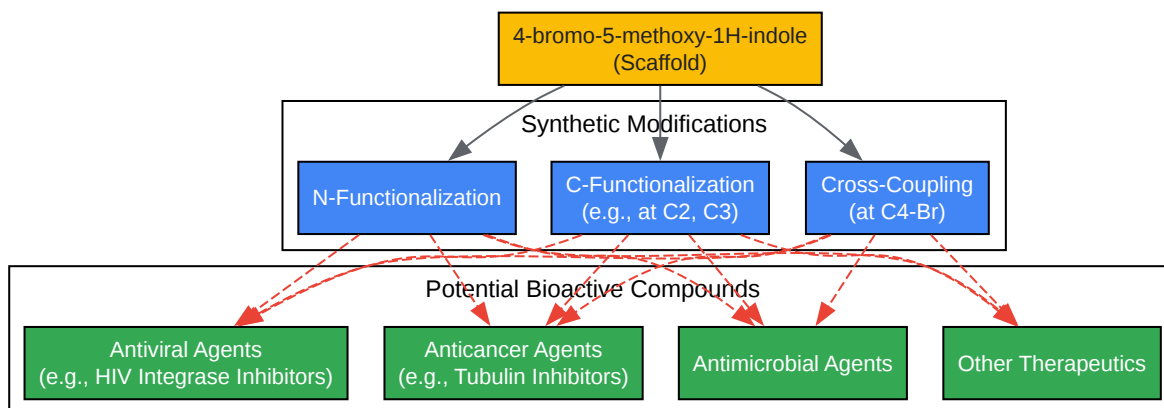 4-bromo-5-methoxy-1H-indole
(Scaffold)
Synthetic Modifications
N-Functionalization
C-Functionalization
(e.g., at C2, C3)
Cross-Coupling
(at C4-Br)
Potential Bioactive Compounds
Antiviral Agents
(e.g., HIV Integrase Inhibitors)
Anticancer Agents
(e.g., Tubulin Inhibitors)
Antimicrobial Agents
Other Therapeutics